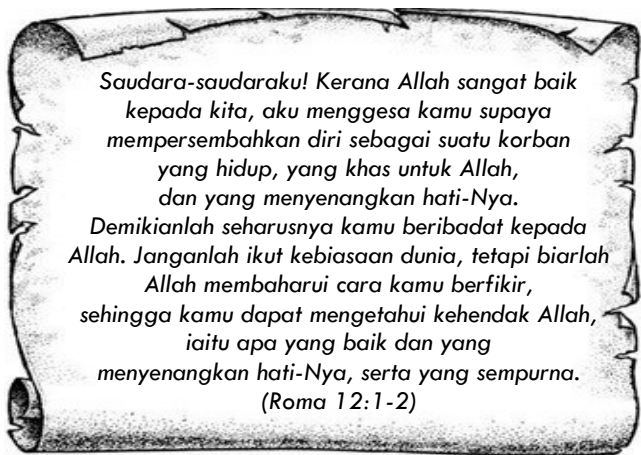 Saudara-saudaraku! Kerana Allah sangat baik
kepada kita, aku menggesa kamu supaya
mempersembahkan diri sebagai suatu korban
yang hidup, yang khas untuk Allah,
dan yang menyenangkan hati-Nya.
Demikianlah seharusnya kamu beribadat kepada
Allah. Janganlah ikut kebiasaan dunia, tetapi biarlah
Allah membaharui cara kamu berfikir,
sehingga kamu dapat mengetahui kehendak Allah,
iaitu apa yang baik dan yang
menyenangkan hati-Nya, serta yang sempurna.
(Roma 12:1-2)